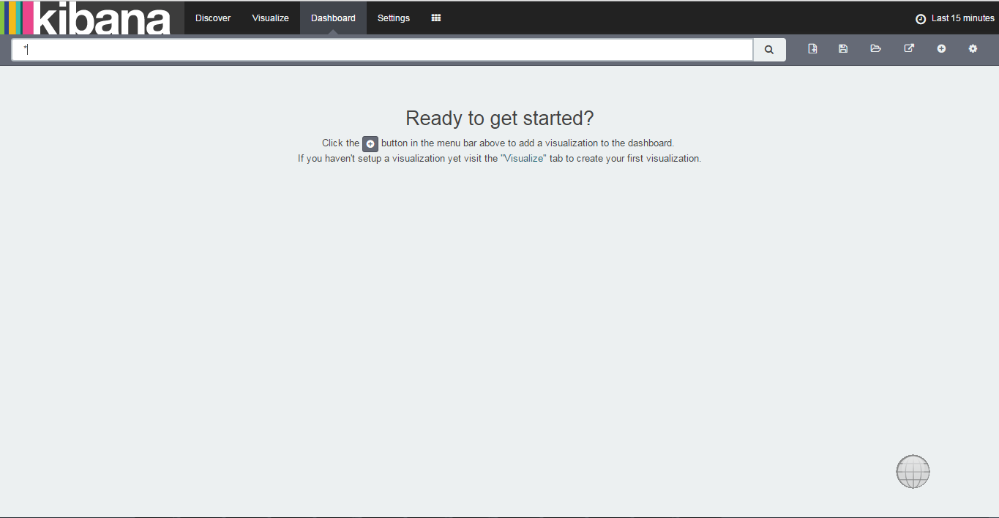 kibana Discover Visualize Dashboard Settings Last 15 minutes
*
Ready to get started?
Click the button in the menu bar above to add a visualization to the dashboard.
If you haven't setup a visualization yet visit the "Visualize" tab to create your first visualization.